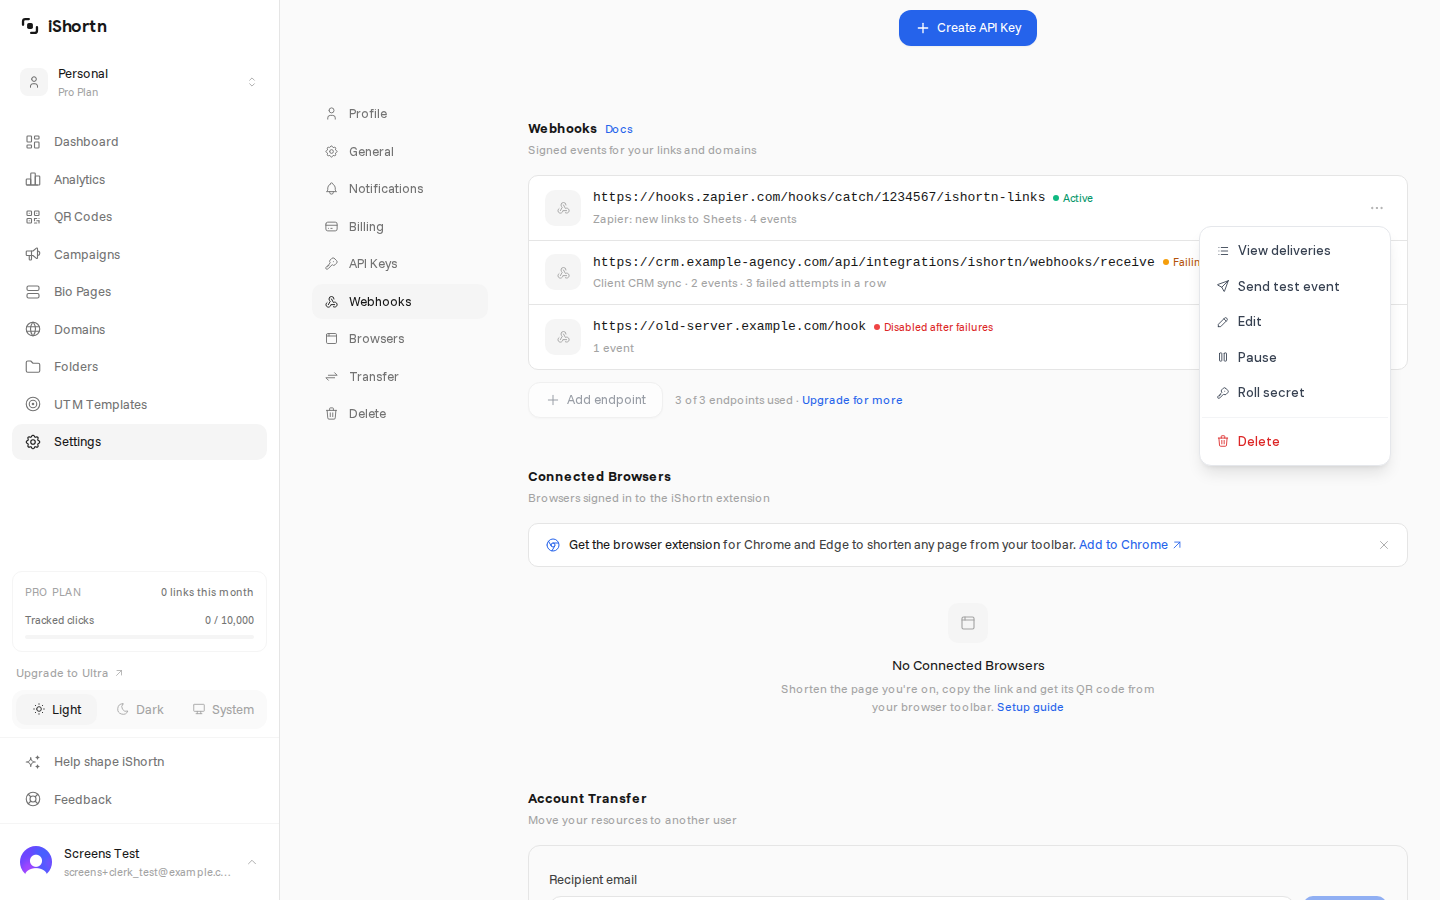 iShortn
Personal
Pro Plan
Dashboard
Analytics
QR Codes
Campaigns
Bio Pages
Domains
Folders
UTM Templates
Settings
PRO PLAN 0 links this month
Tracked clicks 0 / 10,000
Upgrade to Ultra
Light Dark System
Help shape iShortn
Feedback
Screens Test
screens+clerk_test@example.c...
Create API Key
Profile
General
Notifications
Billing
API Keys
Webhooks
Browsers
Transfer
Delete
Webhooks Docs
Signed events for your links and domains
https://hooks.zapier.com/hooks/catch/1234567/ishortn-links Active
Zapier: new links to Sheets · 4 events
https://crm.example-agency.com/api/integrations/ishortn/webhooks/receive
Client CRM sync · 2 events · 3 failed attempts in a row
https://old-server.example.com/hook Disabled after failures
1 event
Add endpoint 3 of 3 endpoints used · Upgrade for more
View deliveries
Send test event
Edit
Pause
Roll secret
Delete
Connected Browsers
Browsers signed in to the iShortn extension
Get the browser extension for Chrome and Edge to shorten any page from your toolbar. Add to Chrome
No Connected Browsers
Shorten the page you're on, copy the link and get its QR code from
your browser toolbar. Setup guide
Account Transfer
Move your resources to another user
Recipient email